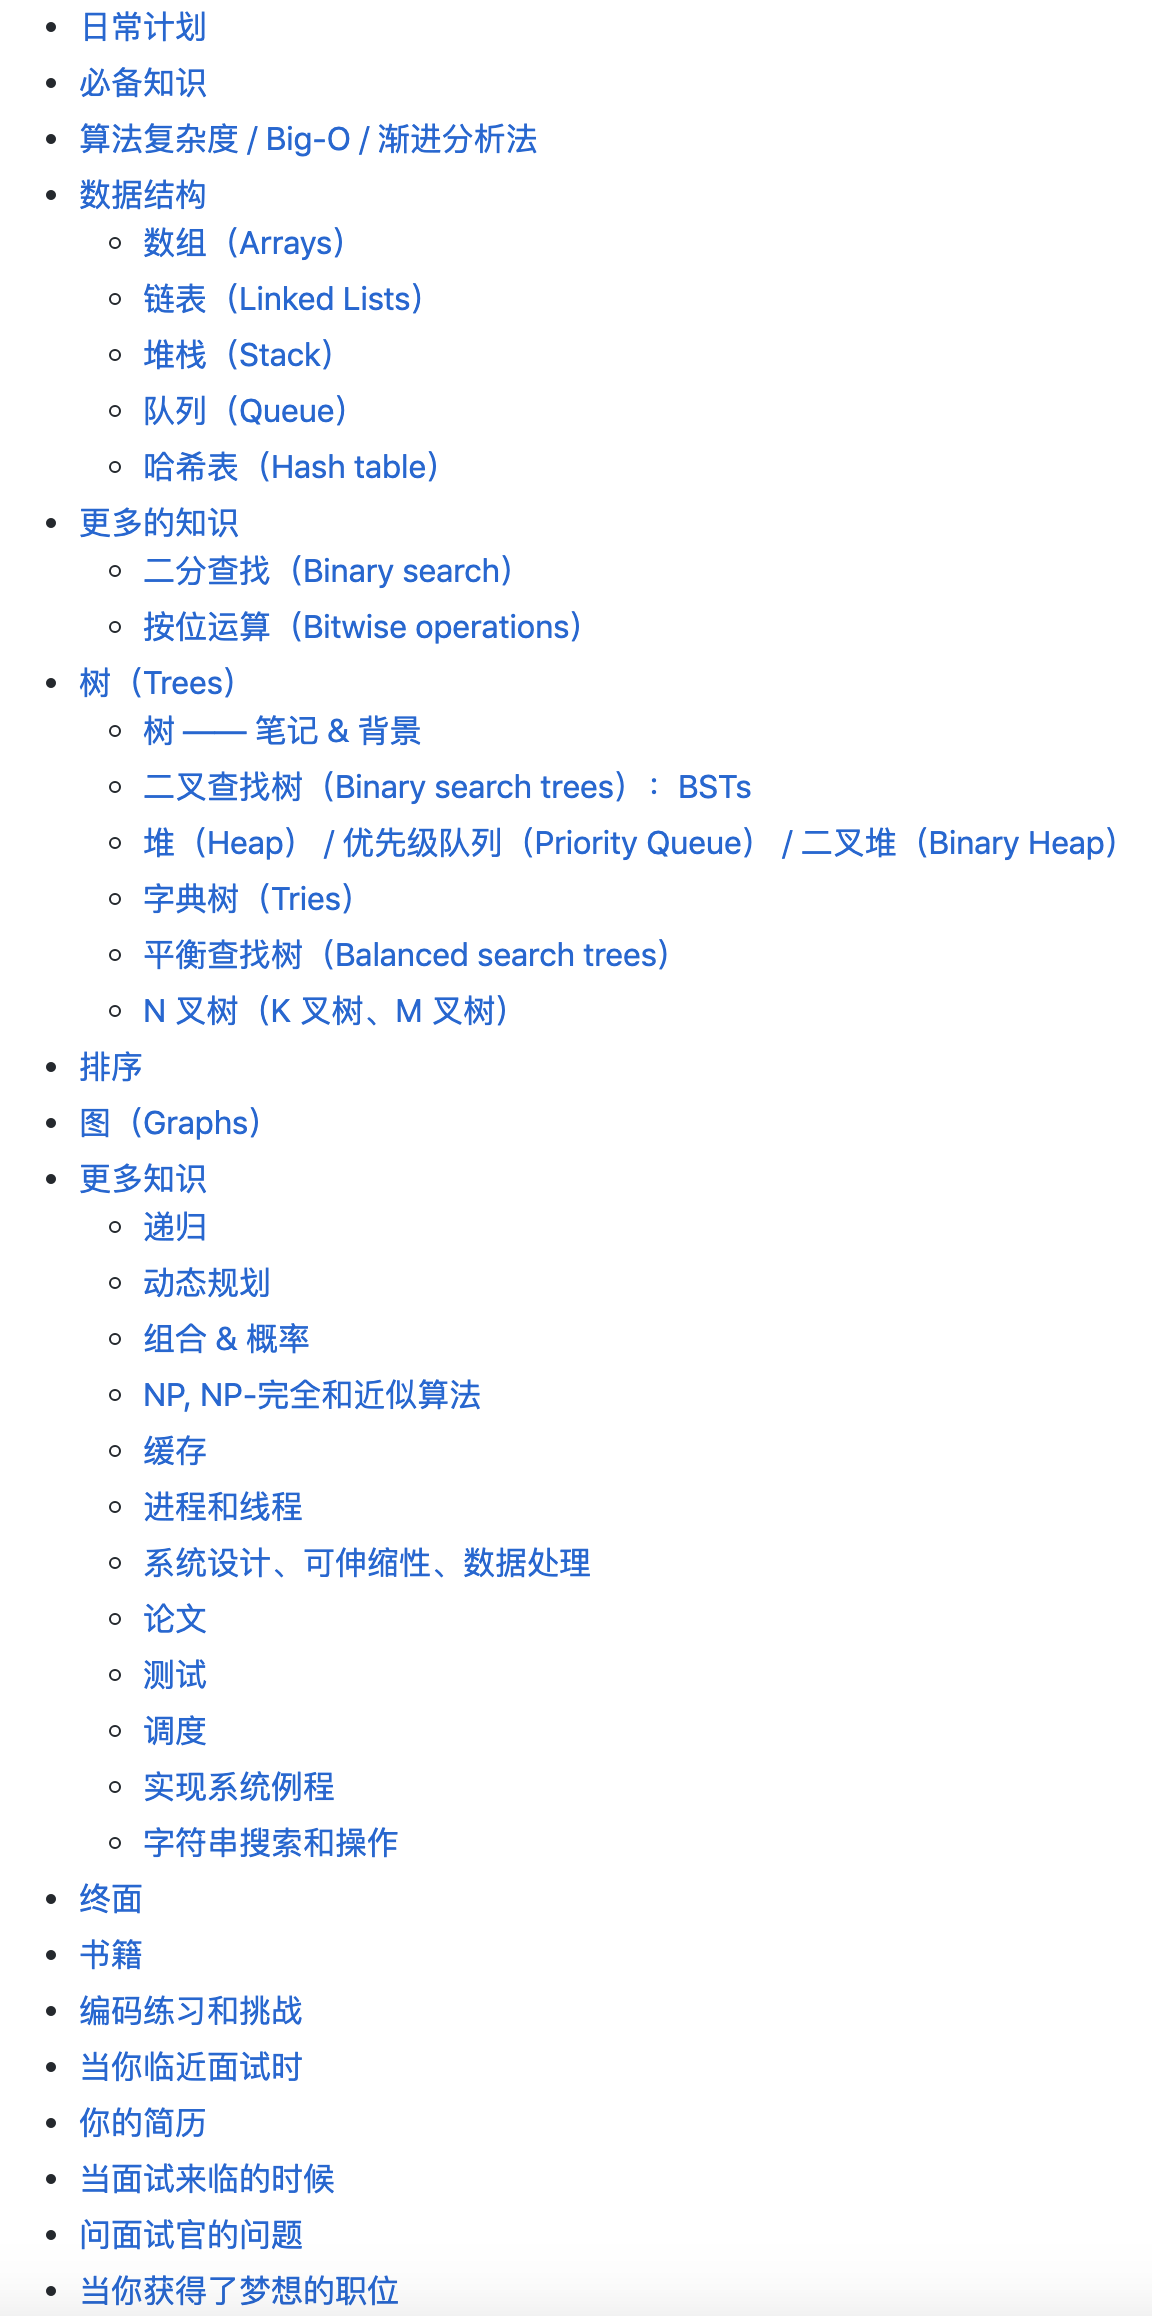 日常计划
必备知识
算法复杂度 / Big-O / 渐进分析法
数据结构
数组（Arrays）
链表（Linked Lists）
堆栈（Stack）
队列（Queue）
哈希表（Hash table）
更多的知识
二分查找（Binary search）
按位运算（Bitwise operations）
树（Trees）
树 —— 笔记 & 背景
二叉查找树（Binary search trees）：BSTs
堆（Heap） / 优先级队列（Priority Queue） / 二叉堆（Binary Heap）
字典树（Tries）
平衡查找树（Balanced search trees）
N 叉树（K 叉树、M 叉树）
排序
图（Graphs）
更多知识
递归
动态规划
组合 & 概率
NP, NP-完全和近似算法
缓存
进程和线程
系统设计、可伸缩性、数据处理
论文
测试
调度
实现系统例程
字符串搜索和操作
终面
书籍
编码练习和挑战
当你临近面试时
你的简历
当面试来临的时候
问面试官的问题
当你获得了梦想的职位